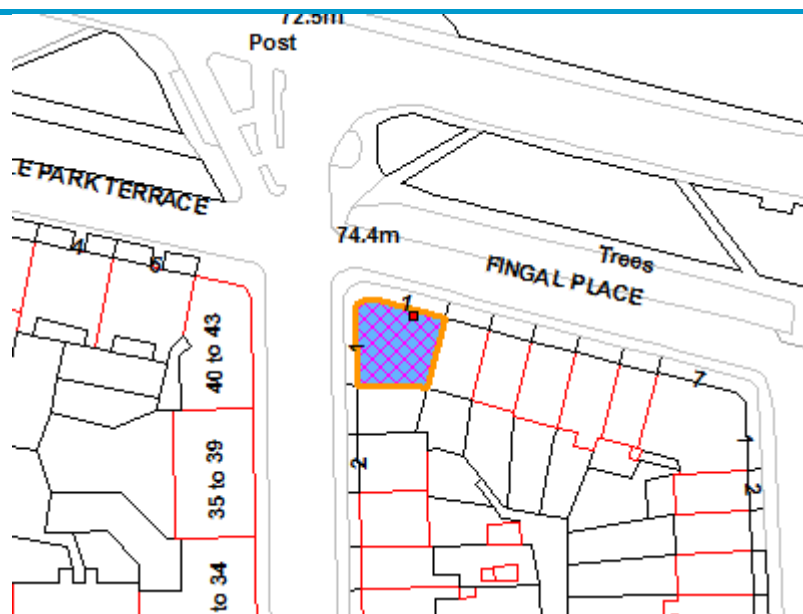 72.5m
Post
LE PARK TERRACE
74.4m
Trees
FINGAL PLACE
4
6
1
1
40 to 43
7
1
35 to 39
2
2
to 34